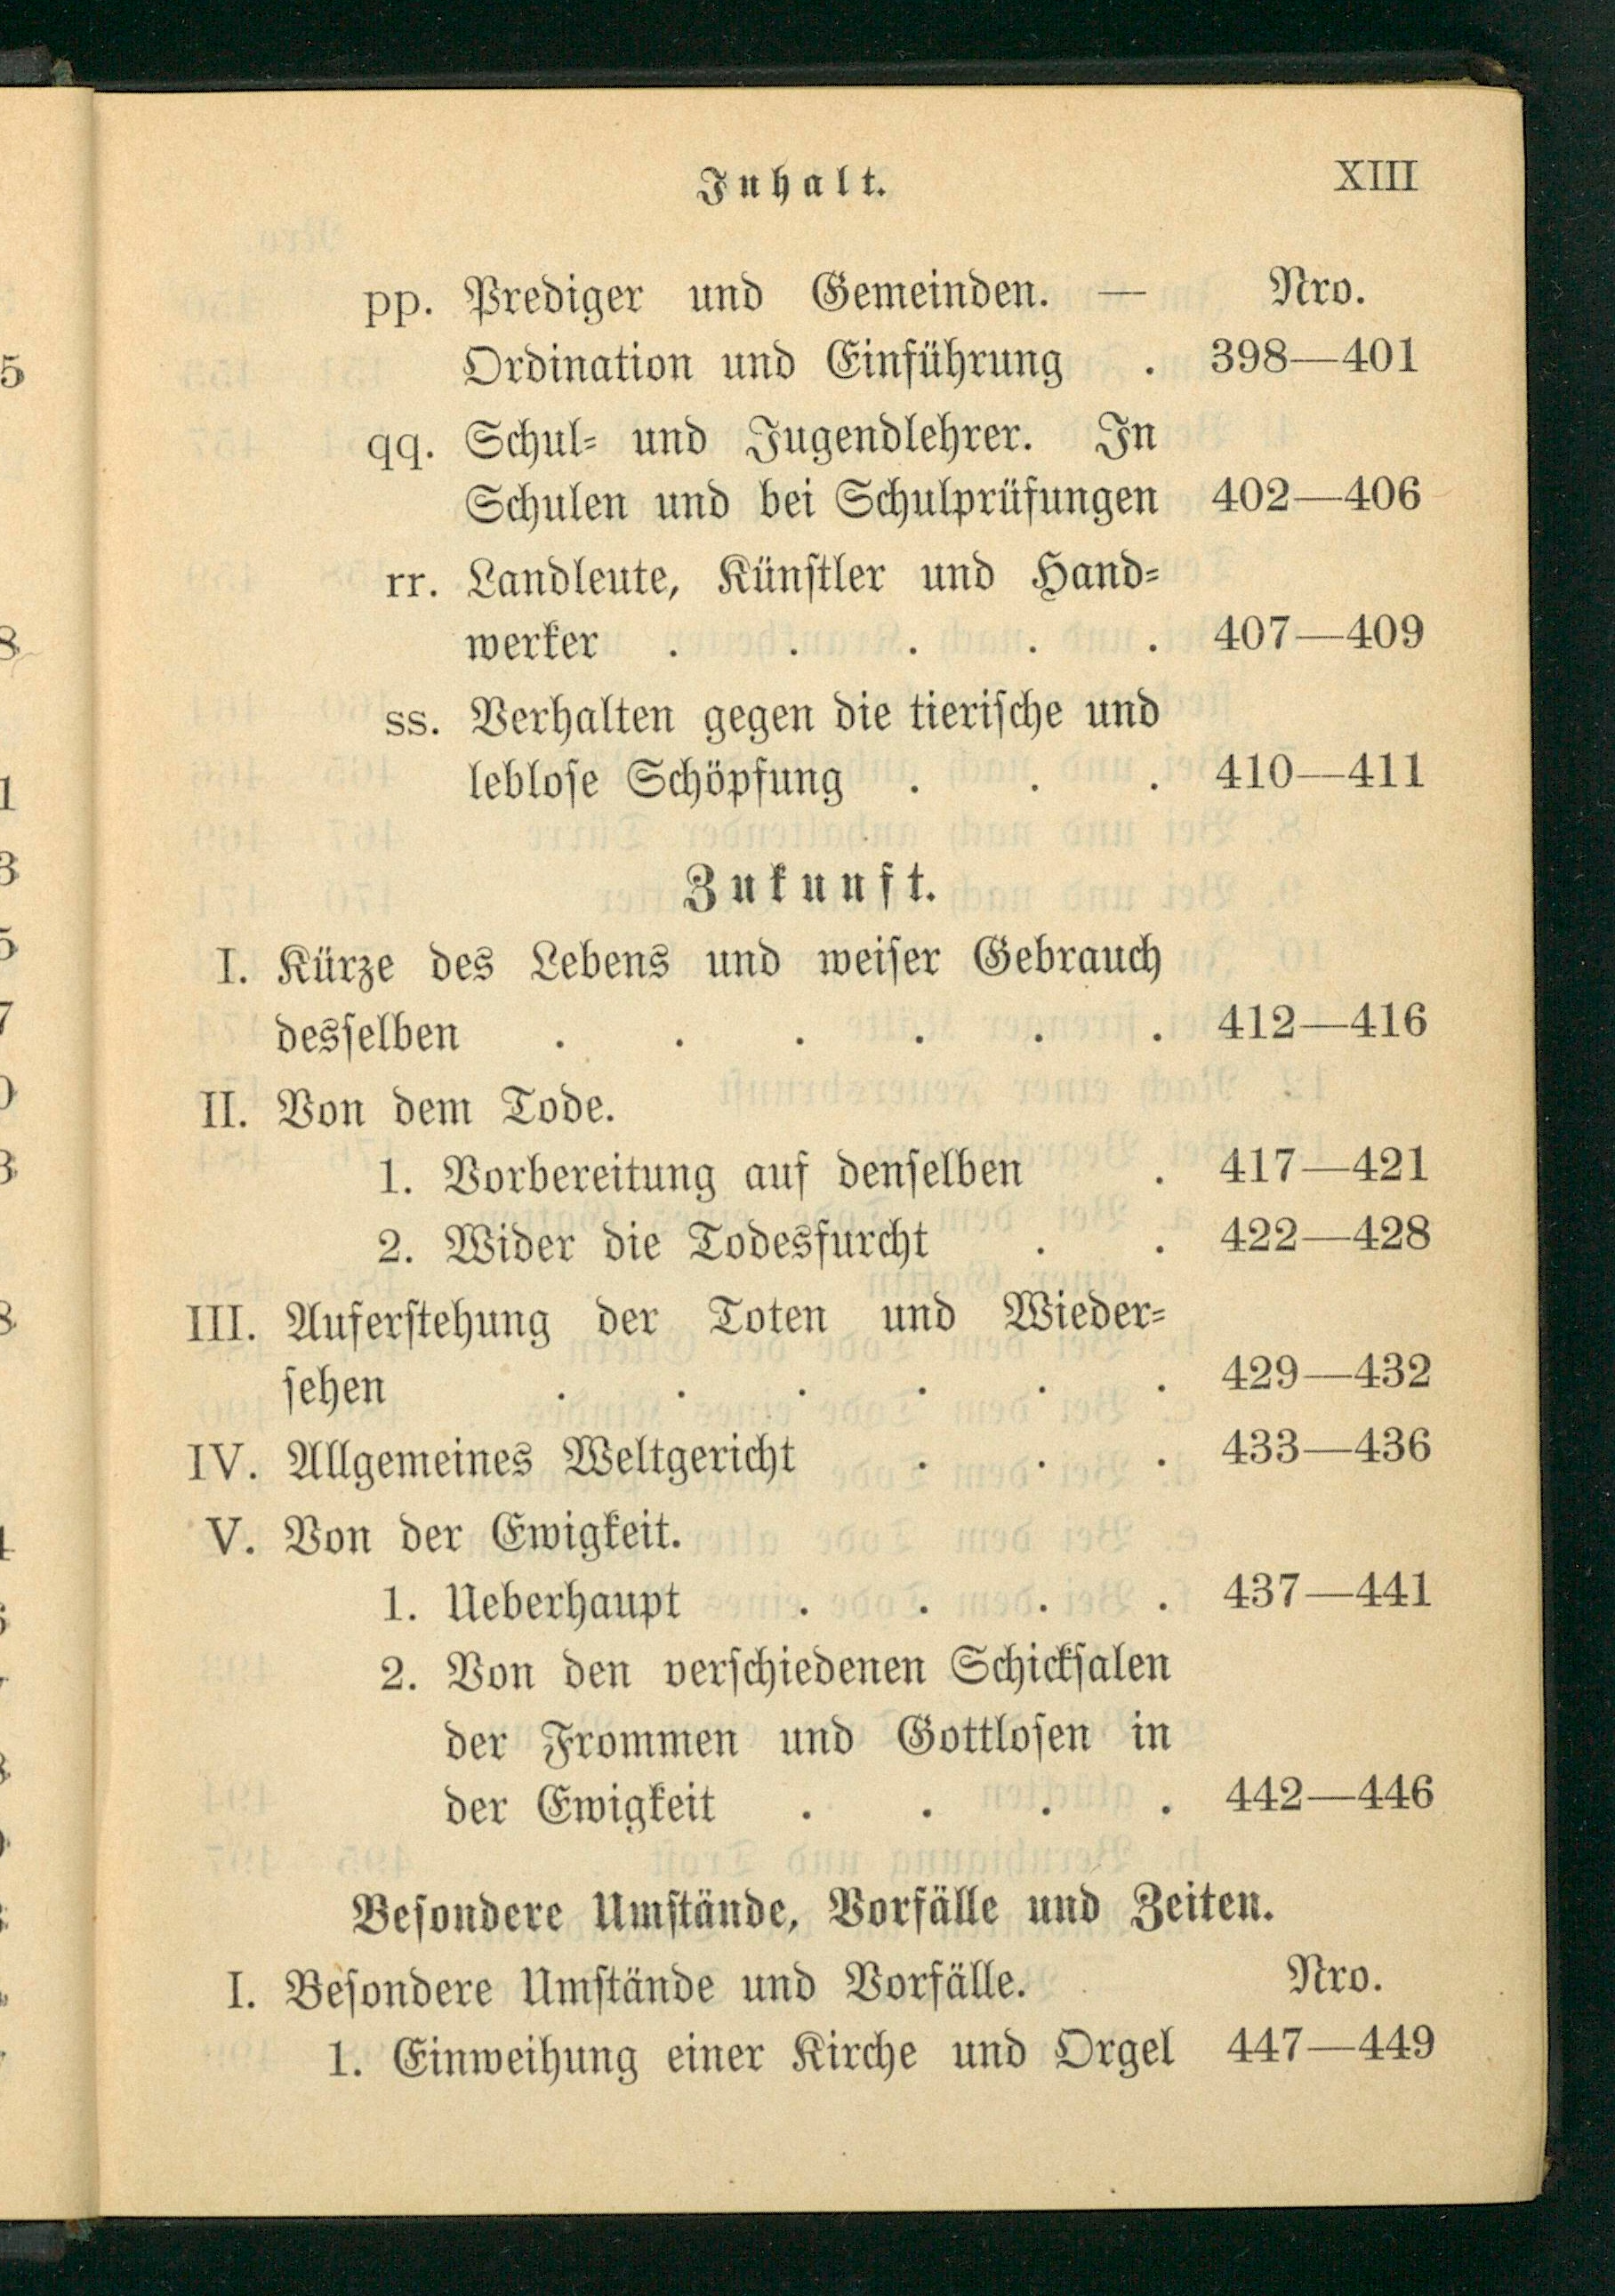 Inhalt. XIII
pp. Prediger und Gemeinden. — Nro.
Ordination und Einführung . 398—401
qq. Schul- und Jugendlehrer. In
Schulen und bei Schulprüfungen 402—406
rr. Landleute, Künstler und Hand-
werker . . . . . 407—409
ss. Verhalten gegen die tierische und
leblose Schöpfung . . . 410—411
Zukunft.
I. Kürze des Lebens und weiser Gebrauch
desselben . . . . . . 412—416
II. Von dem Tode.
1. Vorbereitung auf denselben . 417—421
2. Wider die Todesfurcht . . 422—428
III. Auferstehung der Toten und Wieder-
sehen . . . . . . 429—432
IV. Allgemeines Weltgericht . . . 433—436
V. Von der Ewigkeit.
1. Ueberhaupt . . . . 437—441
2. Von den verschiedenen Schicksalen
der Frommen und Gottlosen in
der Ewigkeit . . . . 442—446
Besondere Umstände, Vorfälle und Zeiten.
I. Besondere Umstände und Vorfälle. Nro.
1. Einweihung einer Kirche und Orgel 447—449